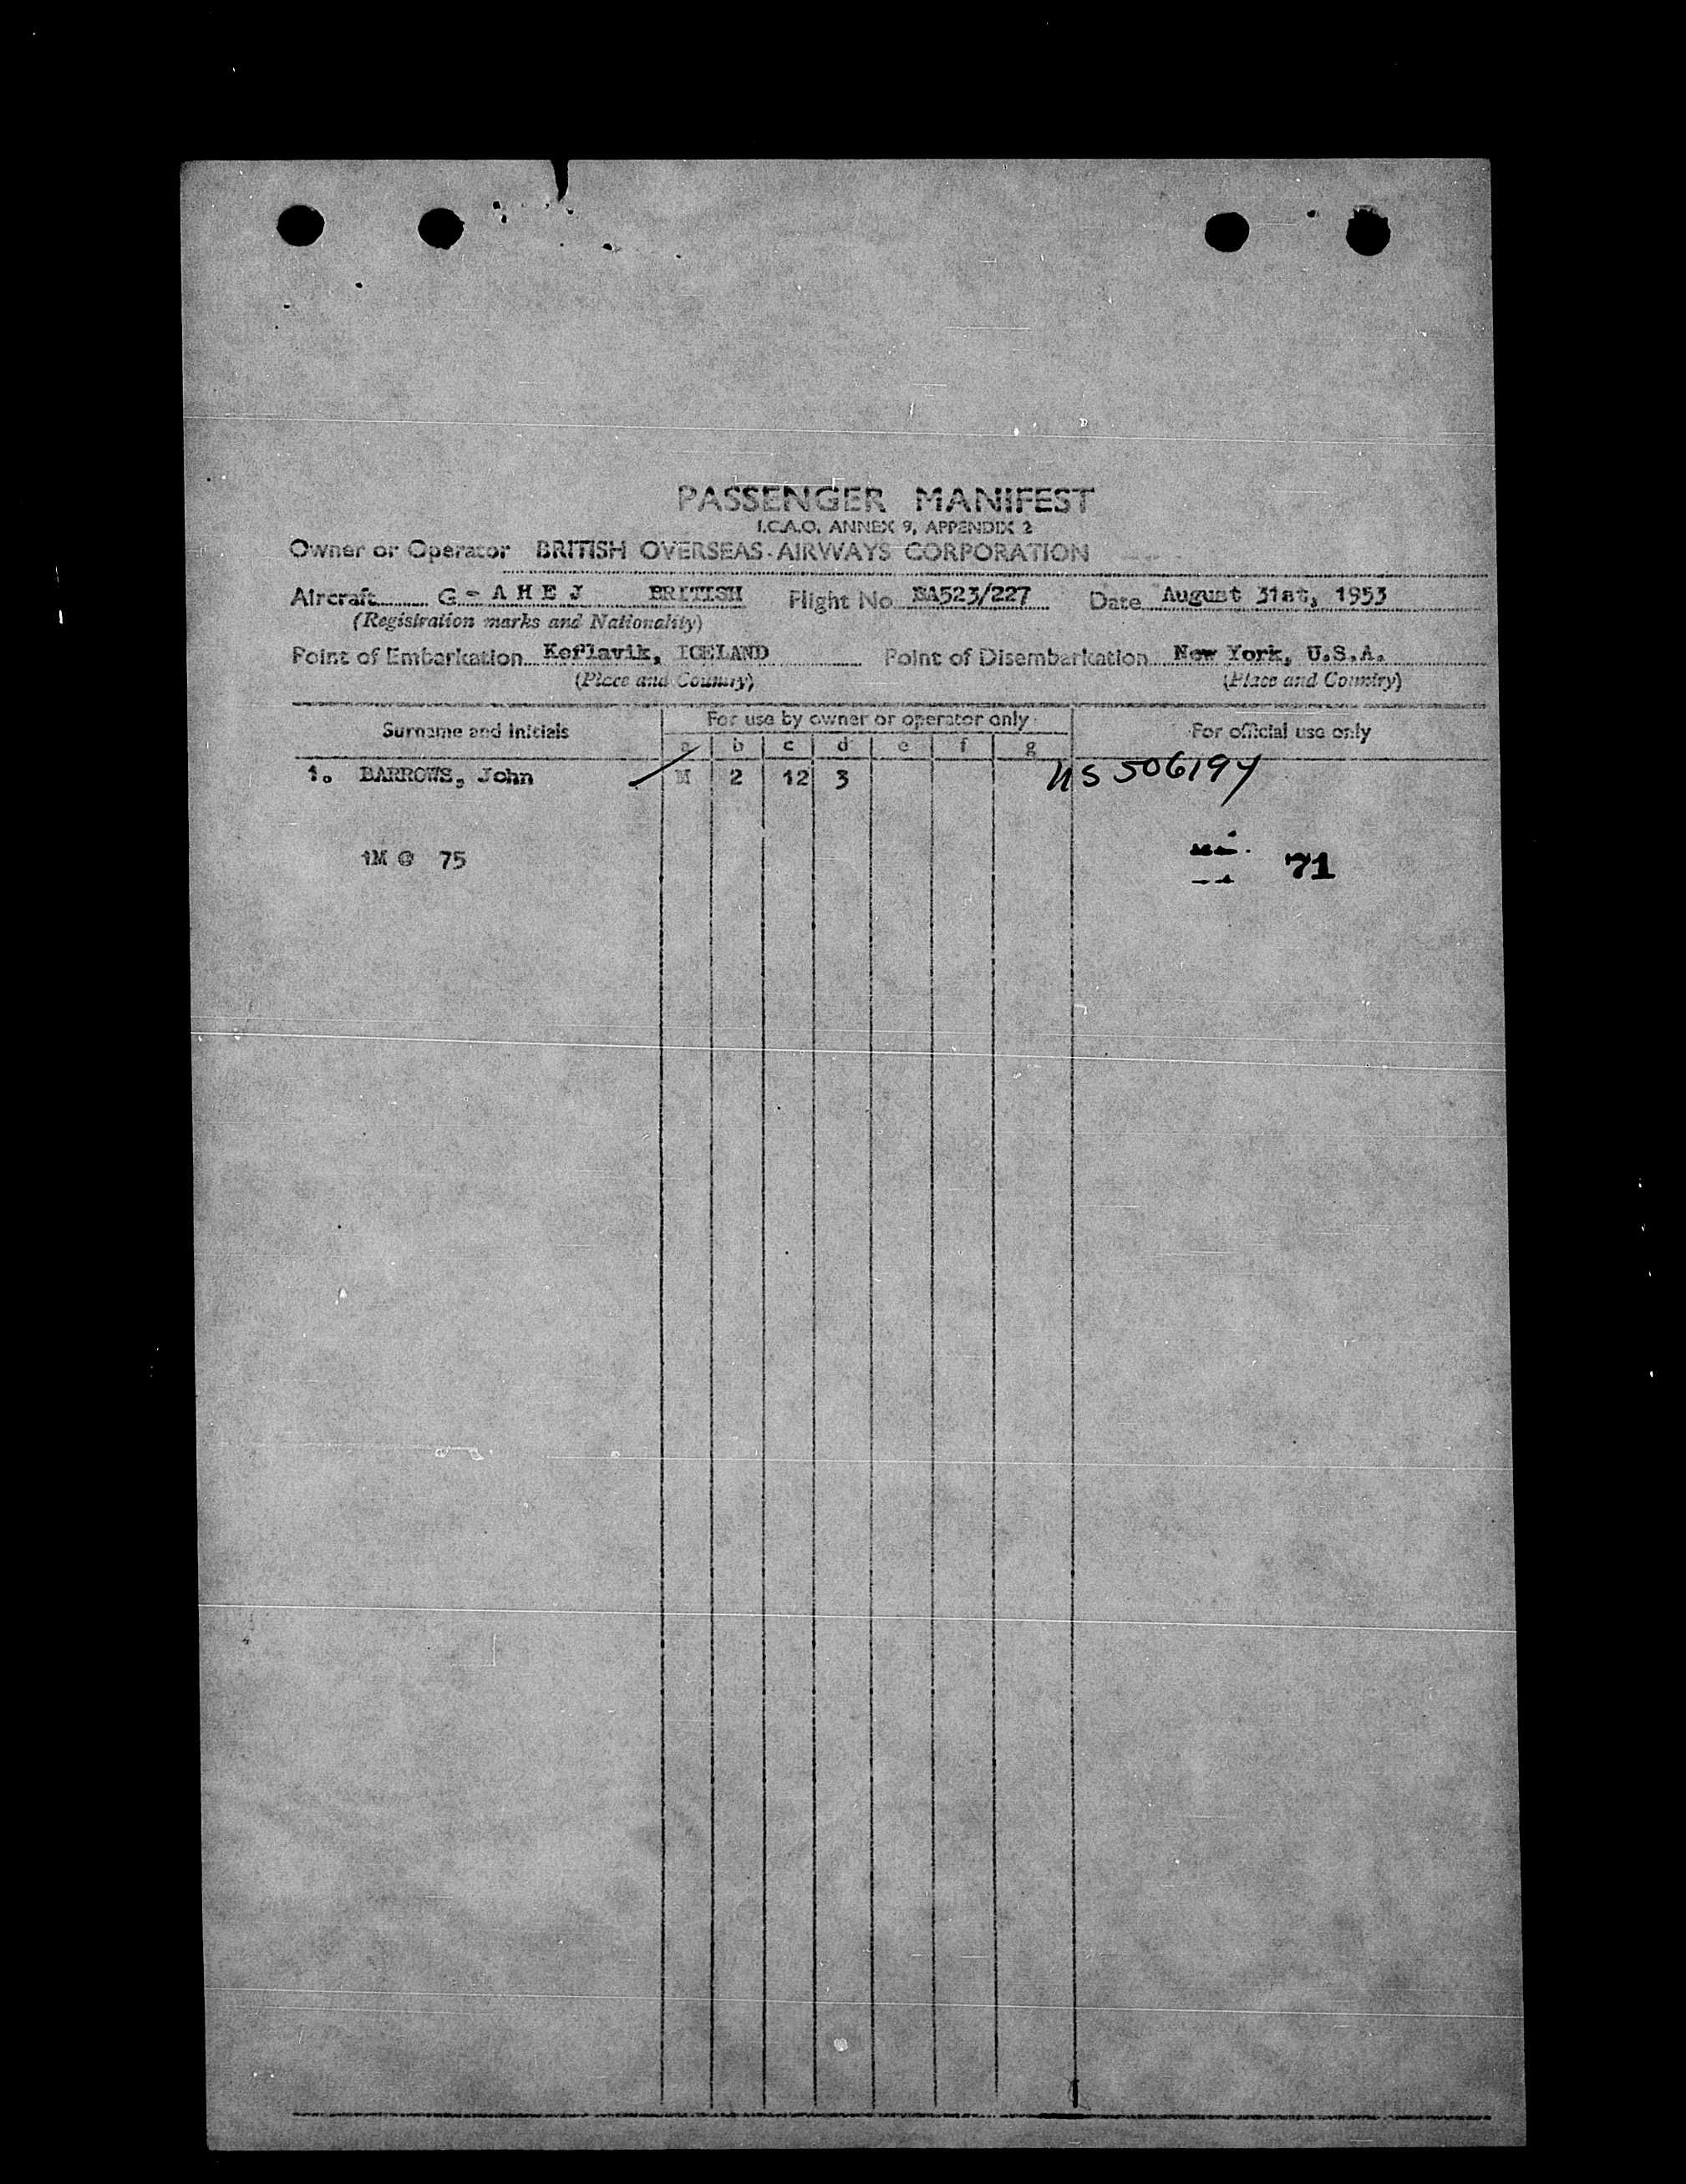 PASSENGER MANIFEST
I.C.A.O. ANNEX 9, APPENDIX 2
Owner or Operator BRITISH OVERSEAS AIRWAYS CORPORATION
Aircraft G - A H E J BRITISH Flight No BA523/227 Date August 31st, 1953
(Registration marks and Nationality)
Point of Embarkation Keflavik, ICELAND Point of Disembarkation New York, U.S.A.
(Place and Country) (Place and Country)
Surname and Initials For use by owner or operator only For official use only
a b c d e f g
1. BARROWS, John M 2 12 3 US 506194
1M @ 75 71